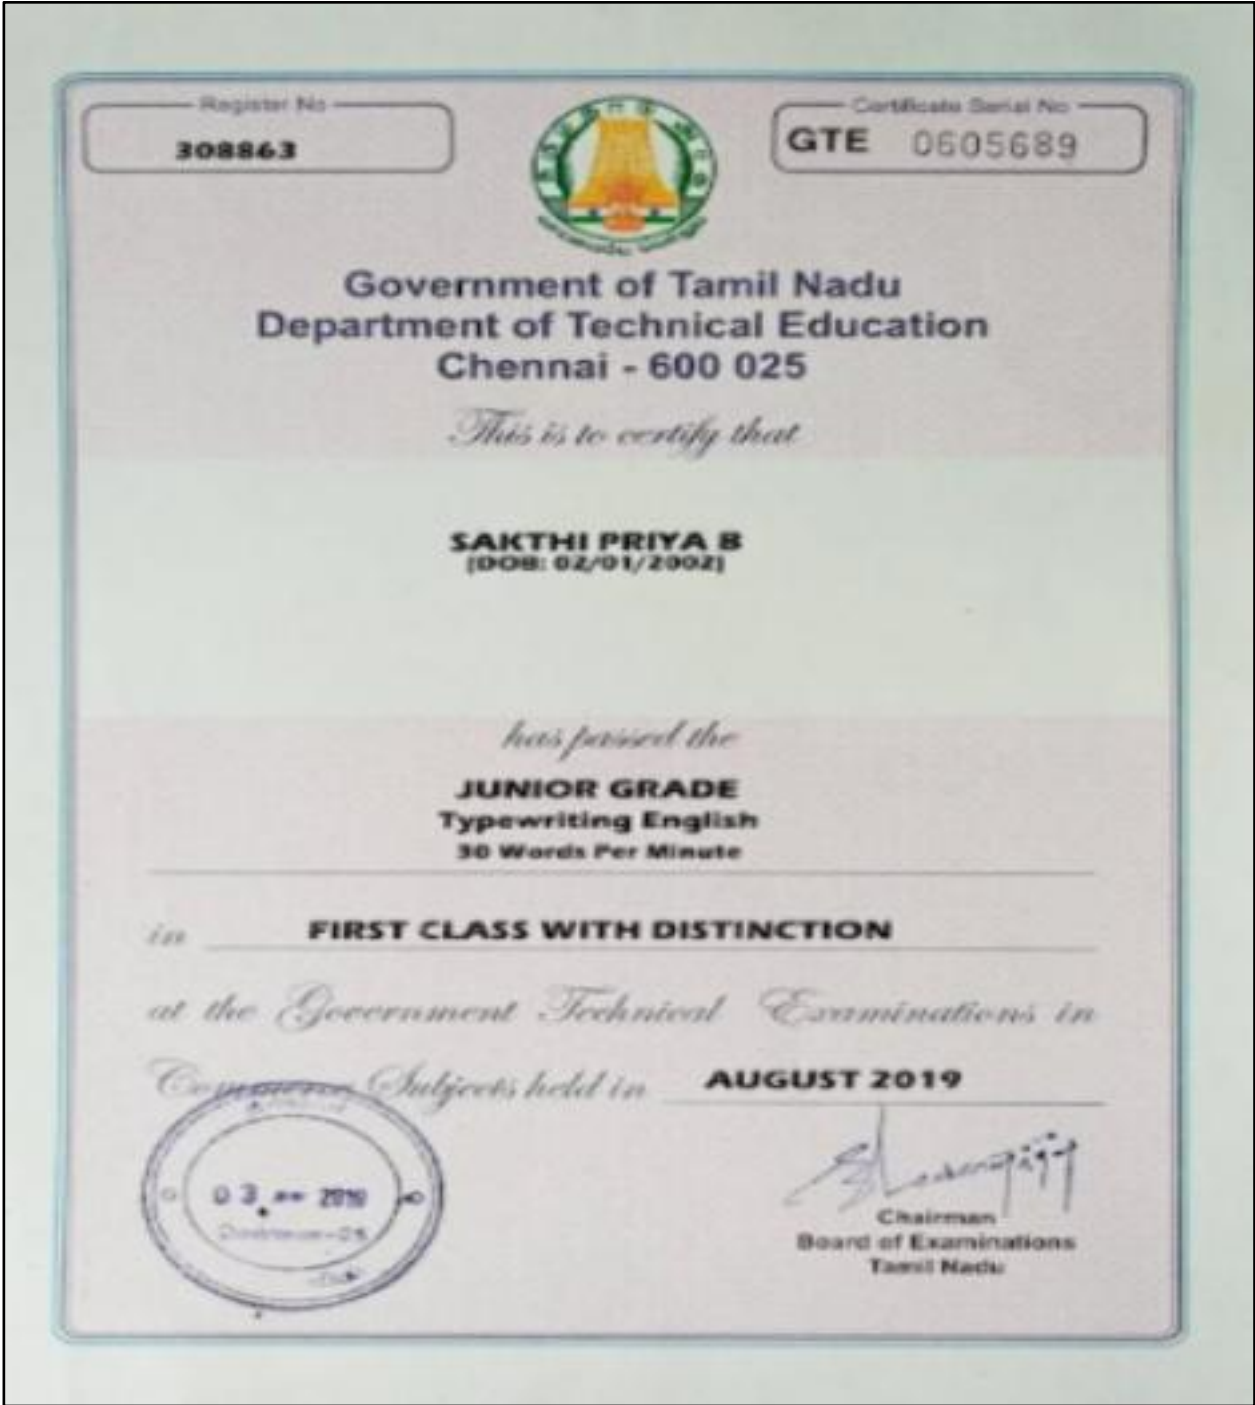 Register No
308863
Certificate Serial No
GTE 0605689
Government of Tamil Nadu
Department of Technical Education
Chennai - 600 025
This is to certify that
SAKTHI PRIYA B
[DOB: 02/01/2002]
has passed the
JUNIOR GRADE
Typewriting English
30 Words Per Minute
in FIRST CLASS WITH DISTINCTION
at the Government Technical Examinations in
Commerce Subjects held in AUGUST 2019
03 2019
Chairman
Board of Examinations
Tamil Nadu